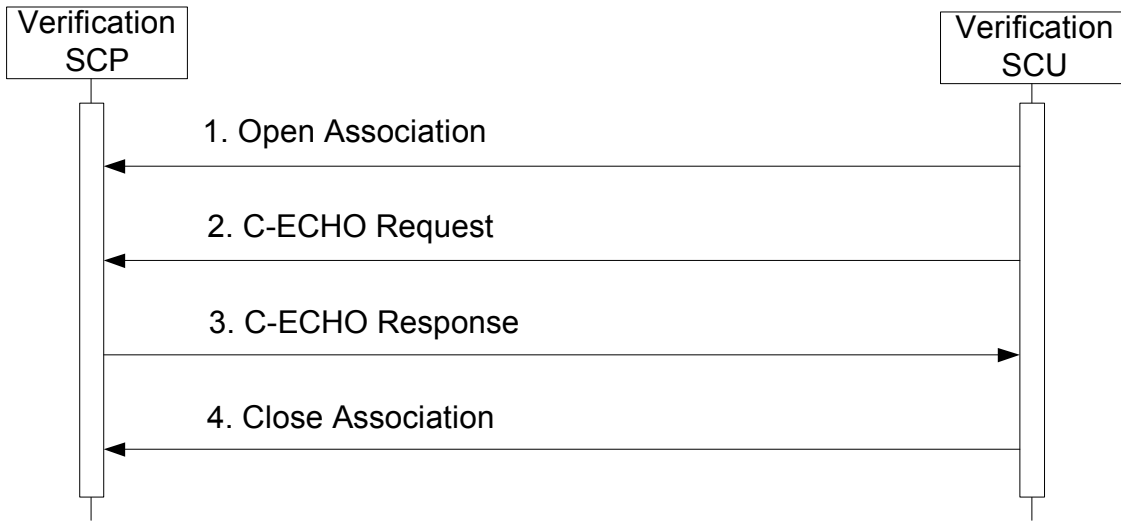 Verification
SCP
Verification
SCU
1. Open Association
2. C-ECHO Request
3. C-ECHO Response
4. Close Association